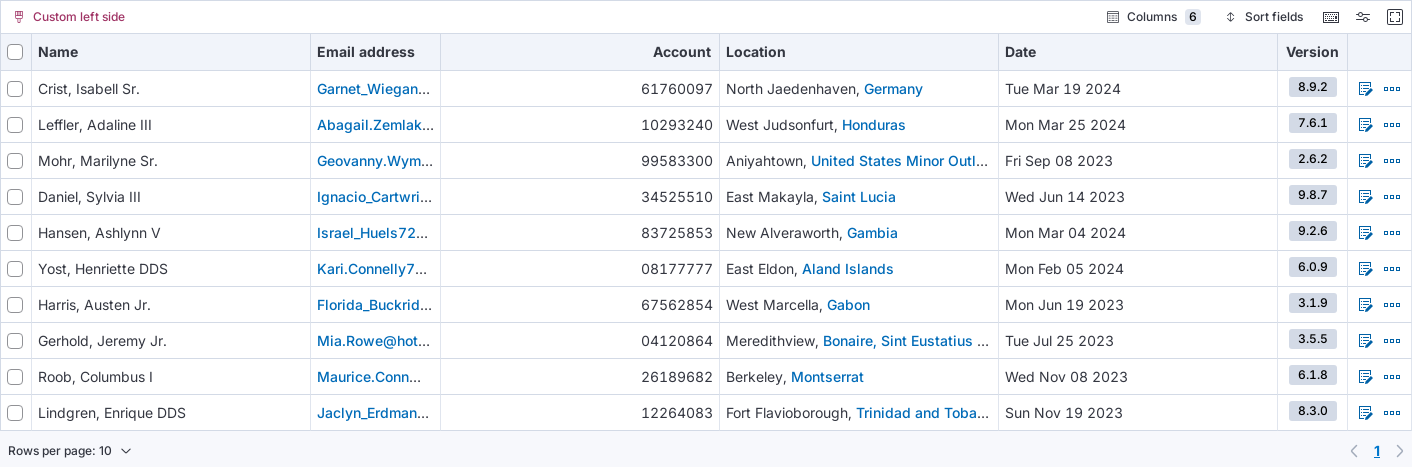 Custom left side Columns 6 Sort fields
Name Email address Account Location Date Version
Crist, Isabell Sr. Garnet_Wiegan... 61760097 North Jaedenhaven, Germany Tue Mar 19 2024 8.9.2
Leffler, Adaline III Abagail.Zemlak... 10293240 West Judsonfurt, Honduras Mon Mar 25 2024 7.6.1
Mohr, Marilyne Sr. Geovanny.Wym... 99583300 Aniyahtown, United States Minor Outl... Fri Sep 08 2023 2.6.2
Daniel, Sylvia III Ignacio_Cartwri... 34525510 East Makayla, Saint Lucia Wed Jun 14 2023 9.8.7
Hansen, Ashlynn V Israel_Huels72... 83725853 New Alveraworth, Gambia Mon Mar 04 2024 9.2.6
Yost, Henriette DDS Kari.Connelly7... 08177777 East Eldon, Aland Islands Mon Feb 05 2024 6.0.9
Harris, Austen Jr. Florida_Buckrid... 67562854 West Marcella, Gabon Mon Jun 19 2023 3.1.9
Gerhold, Jeremy Jr. Mia.Rowe@hot... 04120864 Meredithview, Bonaire, Sint Eustatius ... Tue Jul 25 2023 3.5.5
Roob, Columbus I Maurice.Conn... 26189682 Berkeley, Montserrat Wed Nov 08 2023 6.1.8
Lindgren, Enrique DDS Jaclyn_Erdman... 12264083 Fort Flavioborough, Trinidad and Toba... Sun Nov 19 2023 8.3.0
Rows per page: 10 1